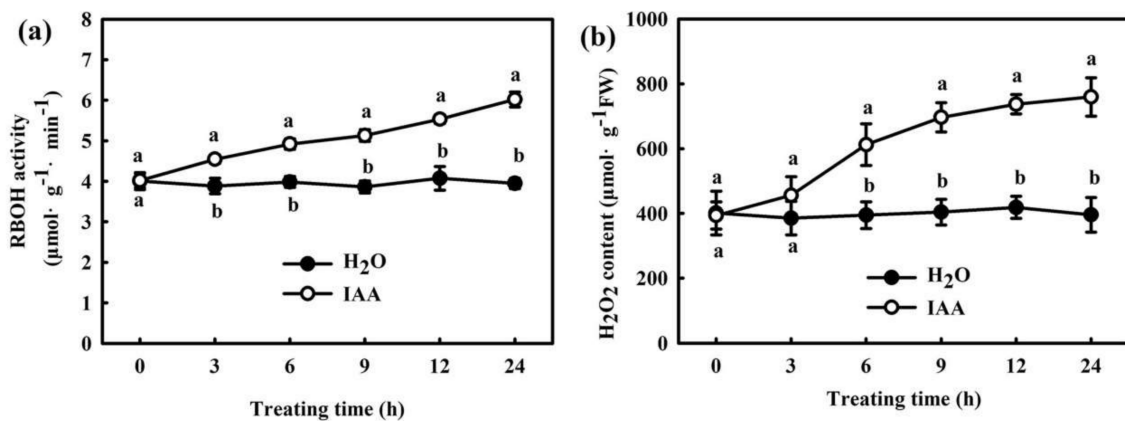 (a)
8
7
6
5
4
3
2
1
0
RBOH activity
(μmol· g⁻¹· min⁻¹)
a a a a a a
a b b b b b
H₂O
IAA
0 3 6 9 12 24
Treating time (h)
(b)
1000
800
600
400
200
0
H₂O₂ content (μmol· g⁻¹FW)
a a a a a a
a a b b b b
H₂O
IAA
0 3 6 9 12 24
Treating time (h)